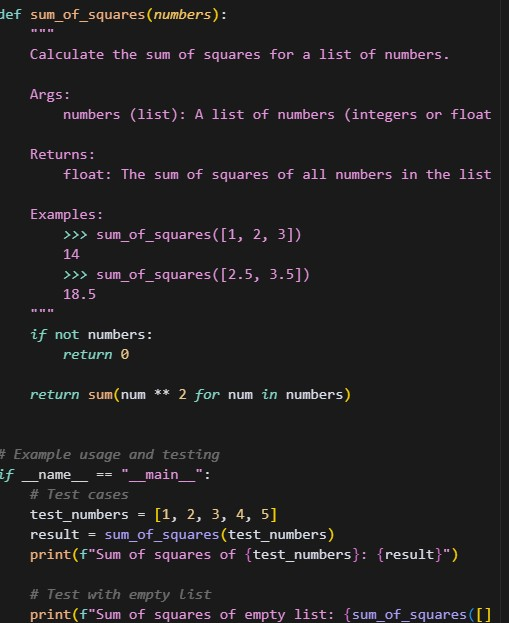 def sum_of_squares(numbers):
    """
    Calculate the sum of squares for a list of numbers.

    Args:
        numbers (list): A list of numbers (integers or float

    Returns:
        float: The sum of squares of all numbers in the list

    Examples:
        >>> sum_of_squares([1, 2, 3])
        14
        >>> sum_of_squares([2.5, 3.5])
        18.5
    """
    if not numbers:
        return 0

    return sum(num ** 2 for num in numbers)


# Example usage and testing
if __name__ == "__main__":
    # Test cases
    test_numbers = [1, 2, 3, 4, 5]
    result = sum_of_squares(test_numbers)
    print(f"Sum of squares of {test_numbers}: {result}")

    # Test with empty list
    print(f"Sum of squares of empty list: {sum_of_squares([]